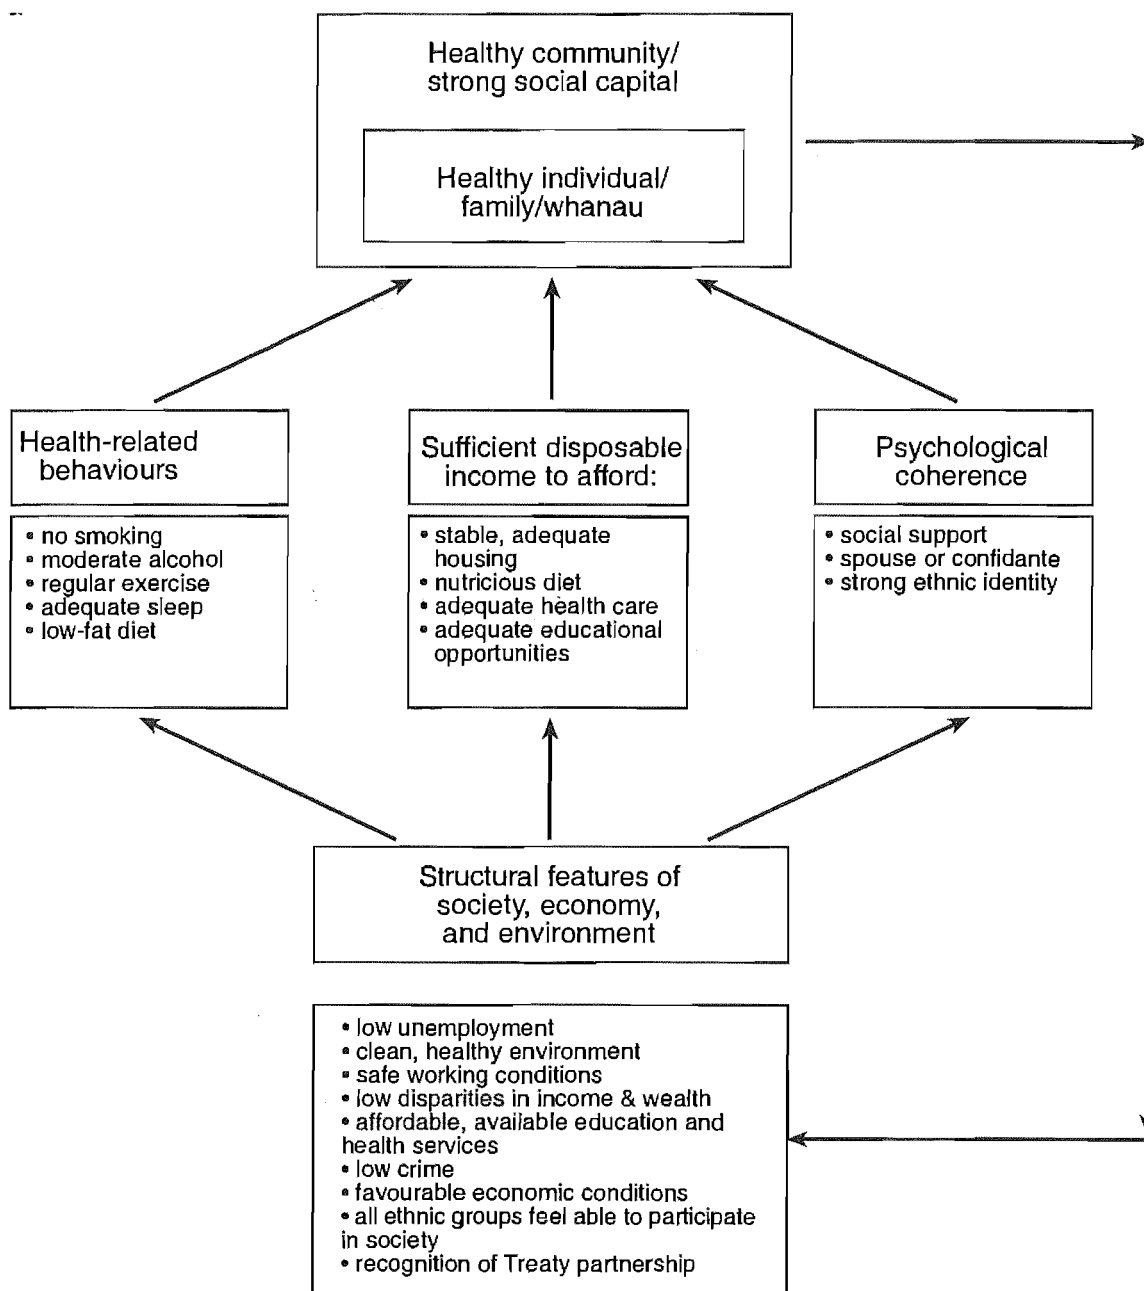 Healthy community/
strong social capital
Healthy individual/
family/whanau
Health-related
behaviours
• no smoking
• moderate alcohol
• regular exercise
• adequate sleep
• low-fat diet
Sufficient disposable
income to afford:
• stable, adequate
housing
• nutricious diet
• adequate health care
• adequate educational
opportunities
Psychological
coherence
• social support
• spouse or confidante
• strong ethnic identity
Structural features of
society, economy,
and environment
• low unemployment
• clean, healthy environment
• safe working conditions
• low disparities in income & wealth
• affordable, available education and
health services
• low crime
• favourable economic conditions
• all ethnic groups feel able to participate
in society
• recognition of Treaty partnership